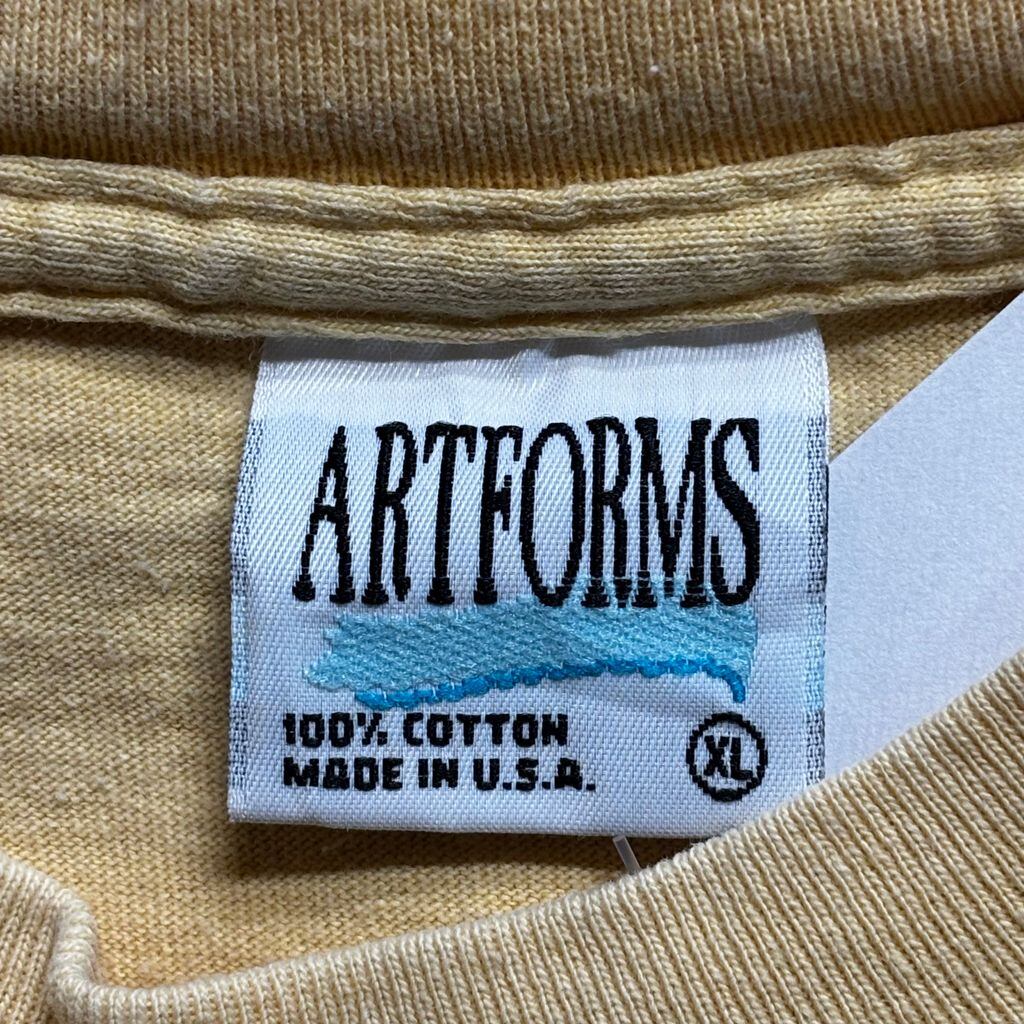 ARTFORMS
100% COTTON
MADE IN U.S.A.
XL